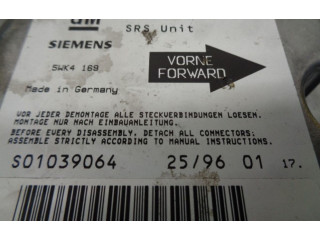 GM
SRS Unit
SIEMENS
5WK4 168
VORNE
FORWARD
Made in Germany
VOR JEDER DEMONTAGE ALLE STECKVERBINDUNGEN LOESEN.
MONTAGE NUR NACH EINBAUANLEITUNG.
BEFORE EVERY DISASSEMBLY, DETACH ALL CONNECTORS;
ASSEMBLE STRICTLY ACCORDING TO MANUAL INSTRUCTIONS.
S01039064 25/96 01 17.